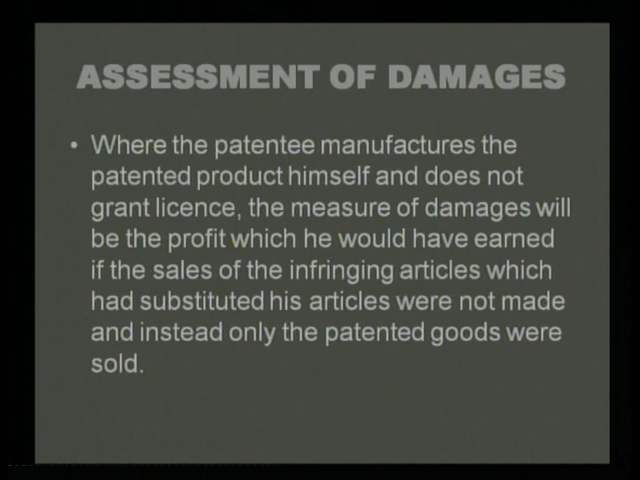 ASSESSMENT OF DAMAGES
• Where the patentee manufactures the
patented product himself and does not
grant licence, the measure of damages will
be the profit which he would have earned
if the sales of the infringing articles which
had substituted his articles were not made
and instead only the patented goods were
sold.